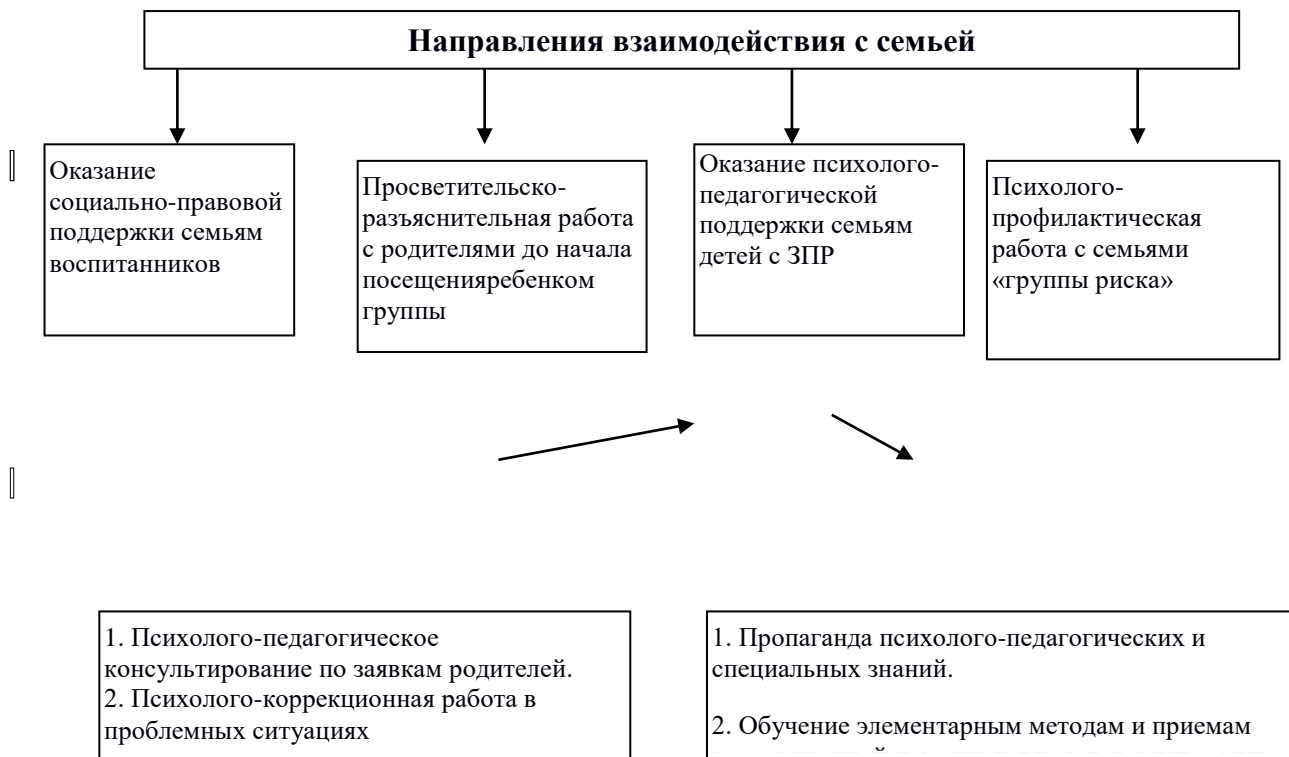 Направления взаимодействия с семьей
Оказание
социально-правовой
поддержки семьям
воспитанников
Просветительско-
разъяснительная работа
с родителями до начала
посещенияребенком
группы
Оказание психолого-
педагогической
поддержки семьям
детей с ЗПР
Психолого-
профилактическая
работа с семьями
«группы риска»
1. Психолого-педагогическое
консультирование по заявкам родителей.
2. Психолого-коррекционная работа в
проблемных ситуациях
1. Пропаганда психолого-педагогических и
специальных знаний.
2. Обучение элементарным методам и приемам